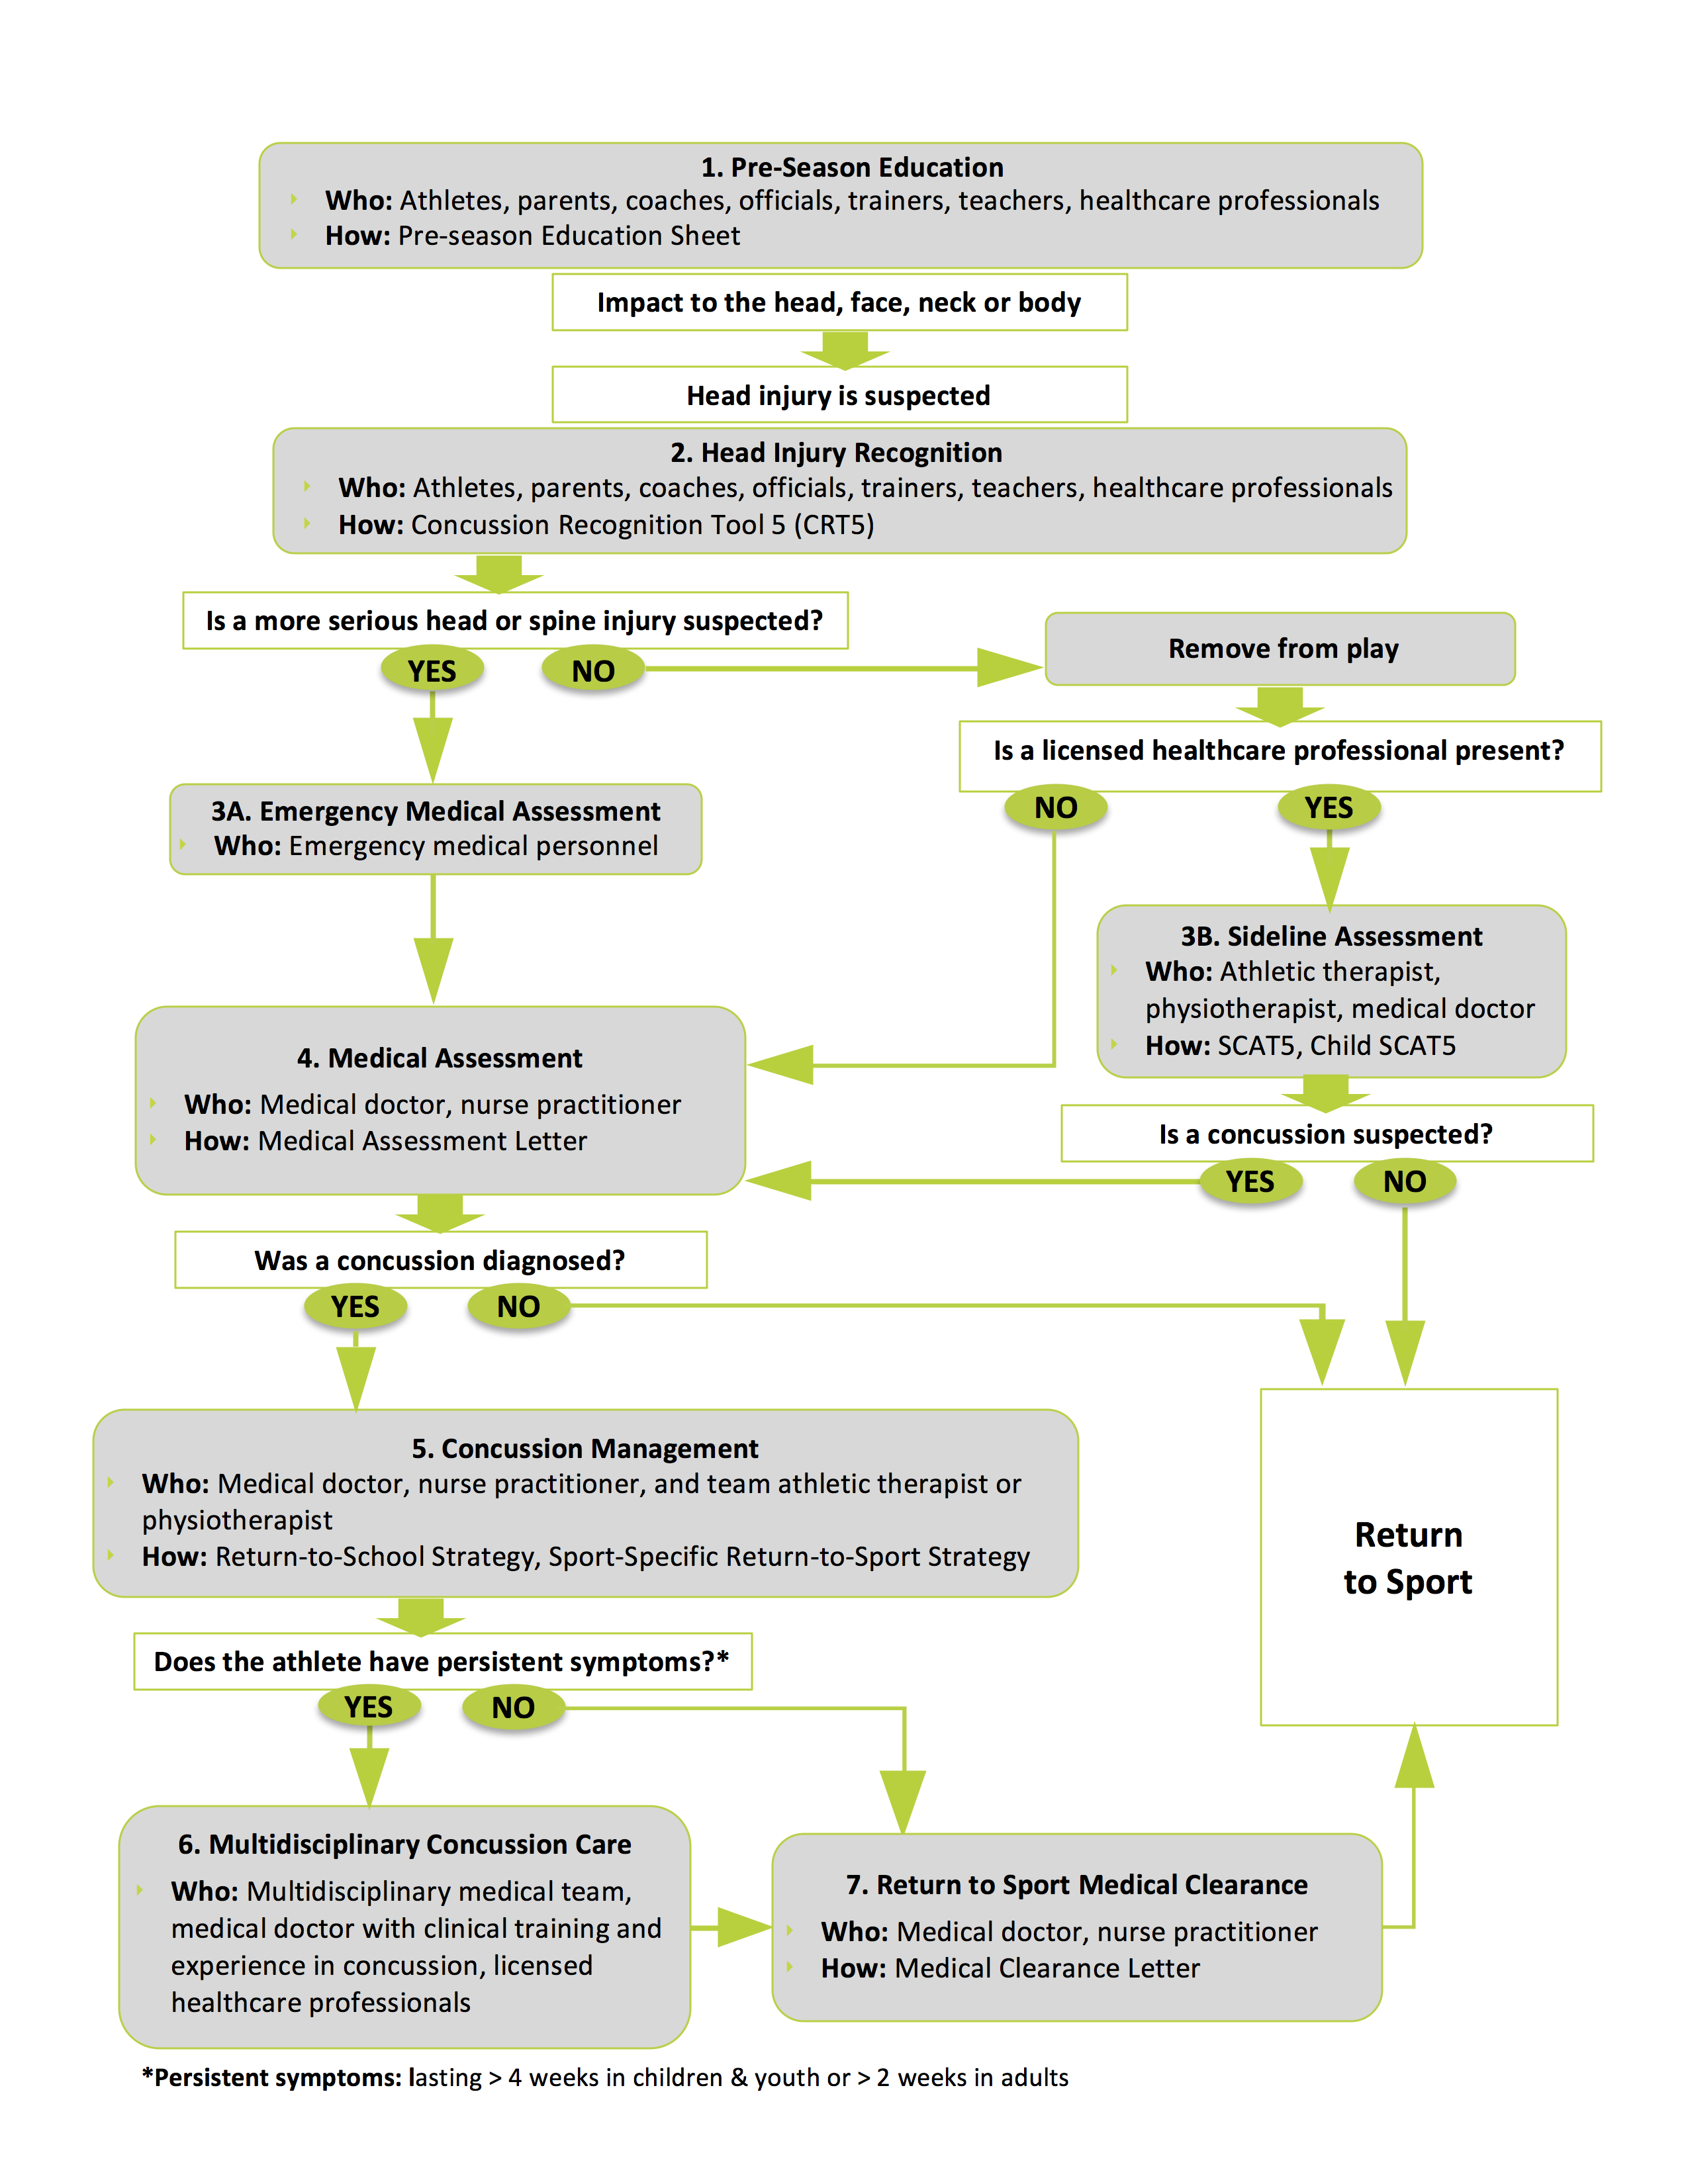 1. Pre-Season Education
Who: Athletes, parents, coaches, officials, trainers, teachers, healthcare professionals
How: Pre-season Education Sheet
Impact to the head, face, neck or body
Head injury is suspected
2. Head Injury Recognition
Who: Athletes, parents, coaches, officials, trainers, teachers, healthcare professionals
How: Concussion Recognition Tool 5 (CRT5)
Is a more serious head or spine injury suspected?
YES
NO
Remove from play
Is a licensed healthcare professional present?
NO
YES
3A. Emergency Medical Assessment
Who: Emergency medical personnel
3B. Sideline Assessment
Who: Athletic therapist,
physiotherapist, medical doctor
How: SCAT5, Child SCAT5
4. Medical Assessment
Who: Medical doctor, nurse practitioner
How: Medical Assessment Letter
Is a concussion suspected?
YES
NO
Was a concussion diagnosed?
YES
NO
5. Concussion Management
Who: Medical doctor, nurse practitioner, and team athletic therapist or
physiotherapist
How: Return-to-School Strategy, Sport-Specific Return-to-Sport Strategy
Return
to Sport
Does the athlete have persistent symptoms?*
YES
NO
6. Multidisciplinary Concussion Care
Who: Multidisciplinary medical team,
medical doctor with clinical training and
experience in concussion, licensed
healthcare professionals
7. Return to Sport Medical Clearance
Who: Medical doctor, nurse practitioner
How: Medical Clearance Letter
*Persistent symptoms: lasting > 4 weeks in children & youth or > 2 weeks in adults